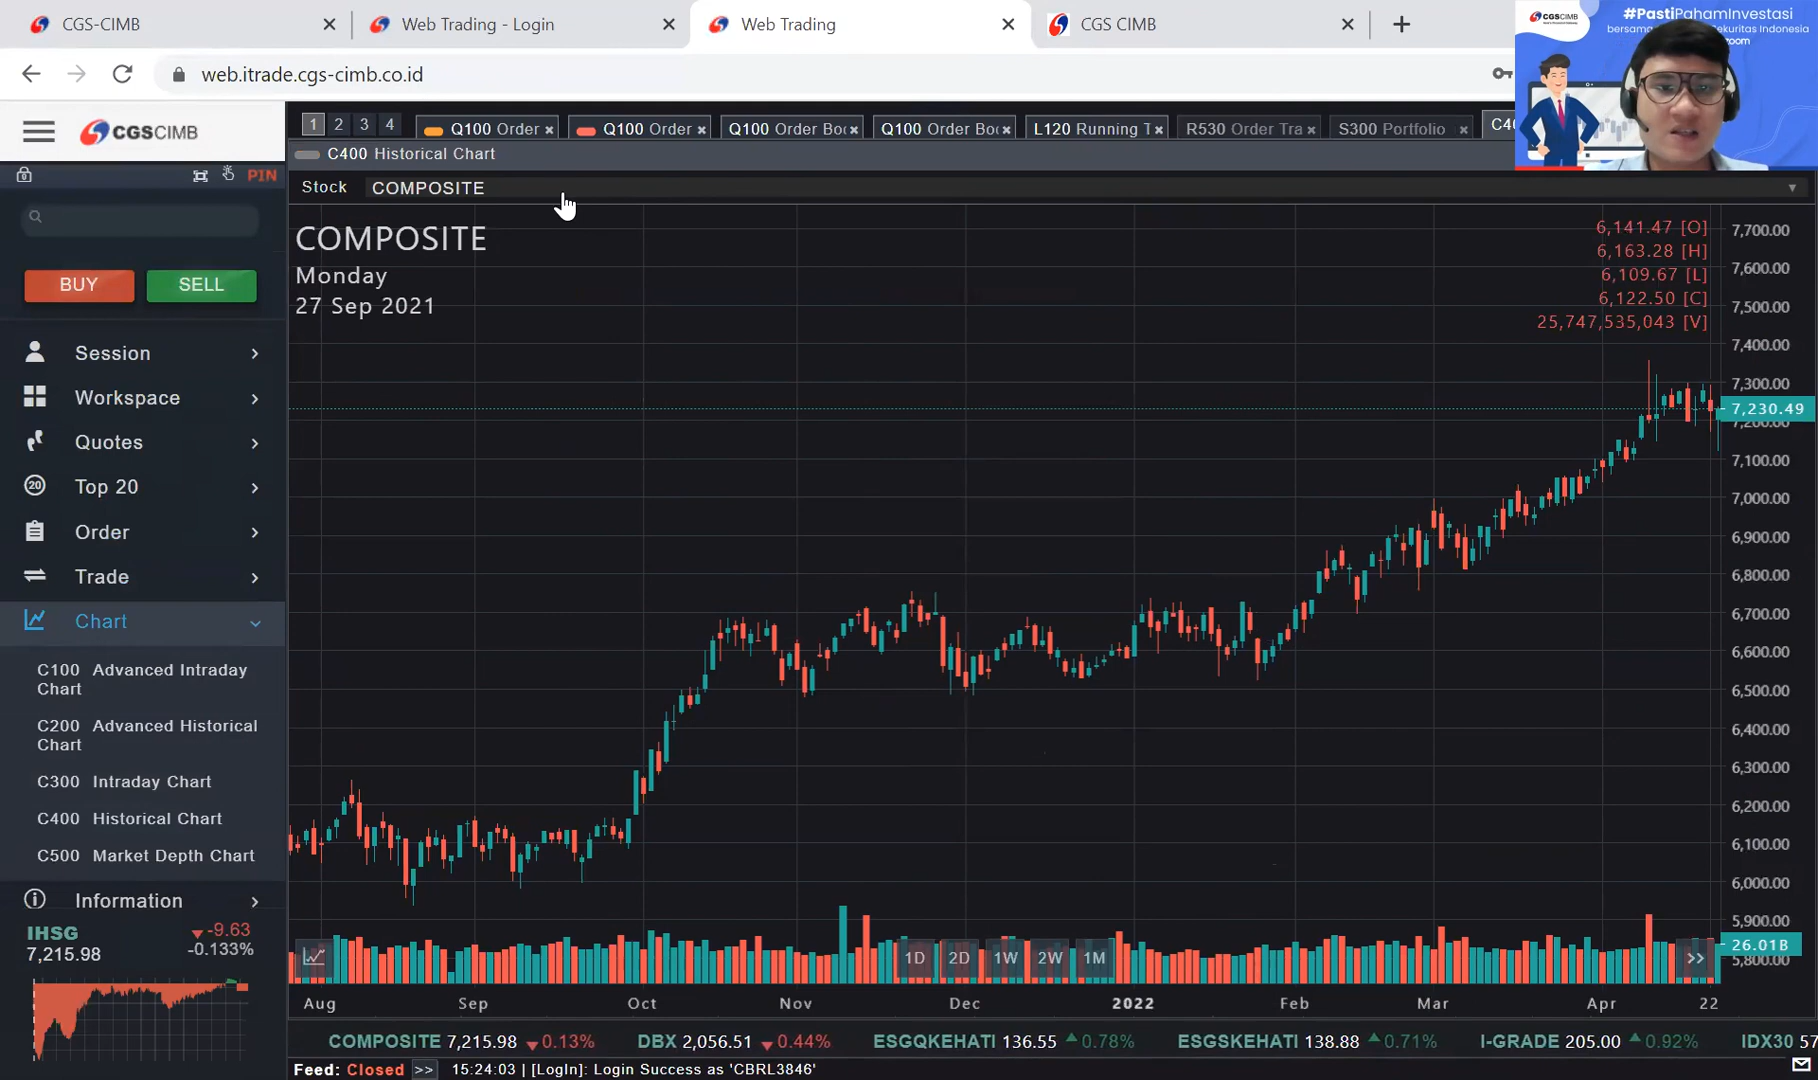 CGS-CIMB
Web Trading - Login
Web Trading
CGS CIMB
web.itrade.cgs-cimb.co.id
CGSCIMB
#PastiPahamInvestasi
zoom
CGSCIMB
1 2 3 4
Q100 Order
Q100 Order
Q100 Order Bo
Q100 Order Bo
L120 Running T
R530 Order Tra
S300 Portfolio
C4
C400 Historical Chart
PIN
Stock COMPOSITE
COMPOSITE
Monday
27 Sep 2021
6,141.47 [O]
6,163.28 [H]
6,109.67 [L]
6,122.50 [C]
25,747,535,043 [V]
BUY
SELL
Session
Workspace
Quotes
Top 20
Order
Trade
Chart
C100 Advanced Intraday
Chart
C200 Advanced Historical
Chart
C300 Intraday Chart
C400 Historical Chart
C500 Market Depth Chart
Information
IHSG
7,215.98
-9.63
-0.133%
7,700.00
7,600.00
7,500.00
7,400.00
7,300.00
7,230.49
7,200.00
7,100.00
7,000.00
6,900.00
6,800.00
6,700.00
6,600.00
6,500.00
6,400.00
6,300.00
6,200.00
6,100.00
6,000.00
5,900.00
26.01B
5,800.00
1D 2D 1W 2W 1M >>
Aug Sep Oct Nov Dec 2022 Feb Mar Apr 22
COMPOSITE 7,215.98 0.13% DBX 2,056.51 0.44% ESGQKEHATI 136.55 0.78% ESGSKEHATI 138.88 0.71% I-GRADE 205.00 0.92% IDX30 57
Feed: Closed >> 15:24:03 | [LogIn]: Login Success as 'CBRL3846'